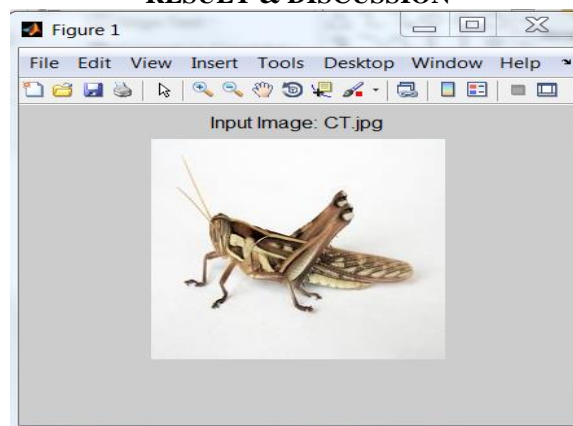 RESULT & DISCUSSION
Figure 1
File Edit View Insert Tools Desktop Window Help
Input Image: CT.jpg